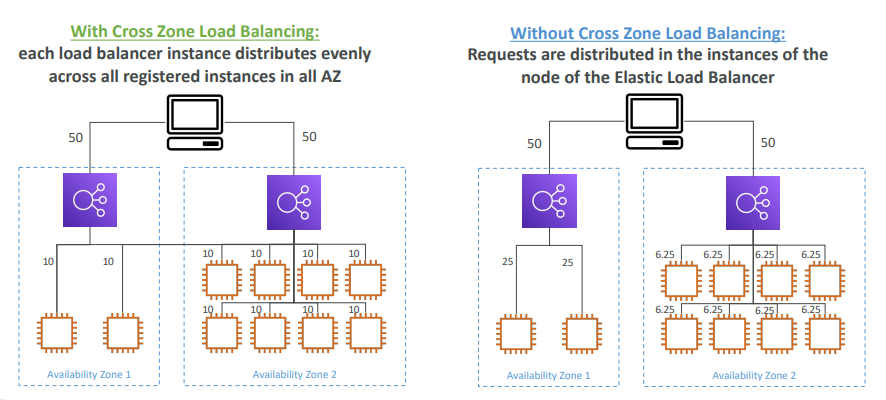 With Cross Zone Load Balancing:
each load balancer instance distributes evenly
across all registered instances in all AZ
50
50
10
10
10
10
10
10
10
10
10
10
Availability Zone 1
Availability Zone 2
Without Cross Zone Load Balancing:
Requests are distributed in the instances of the
node of the Elastic Load Balancer
50
50
25
25
6.25
6.25
6.25
6.25
6.25
6.25
6.25
6.25
Availability Zone 1
Availability Zone 2